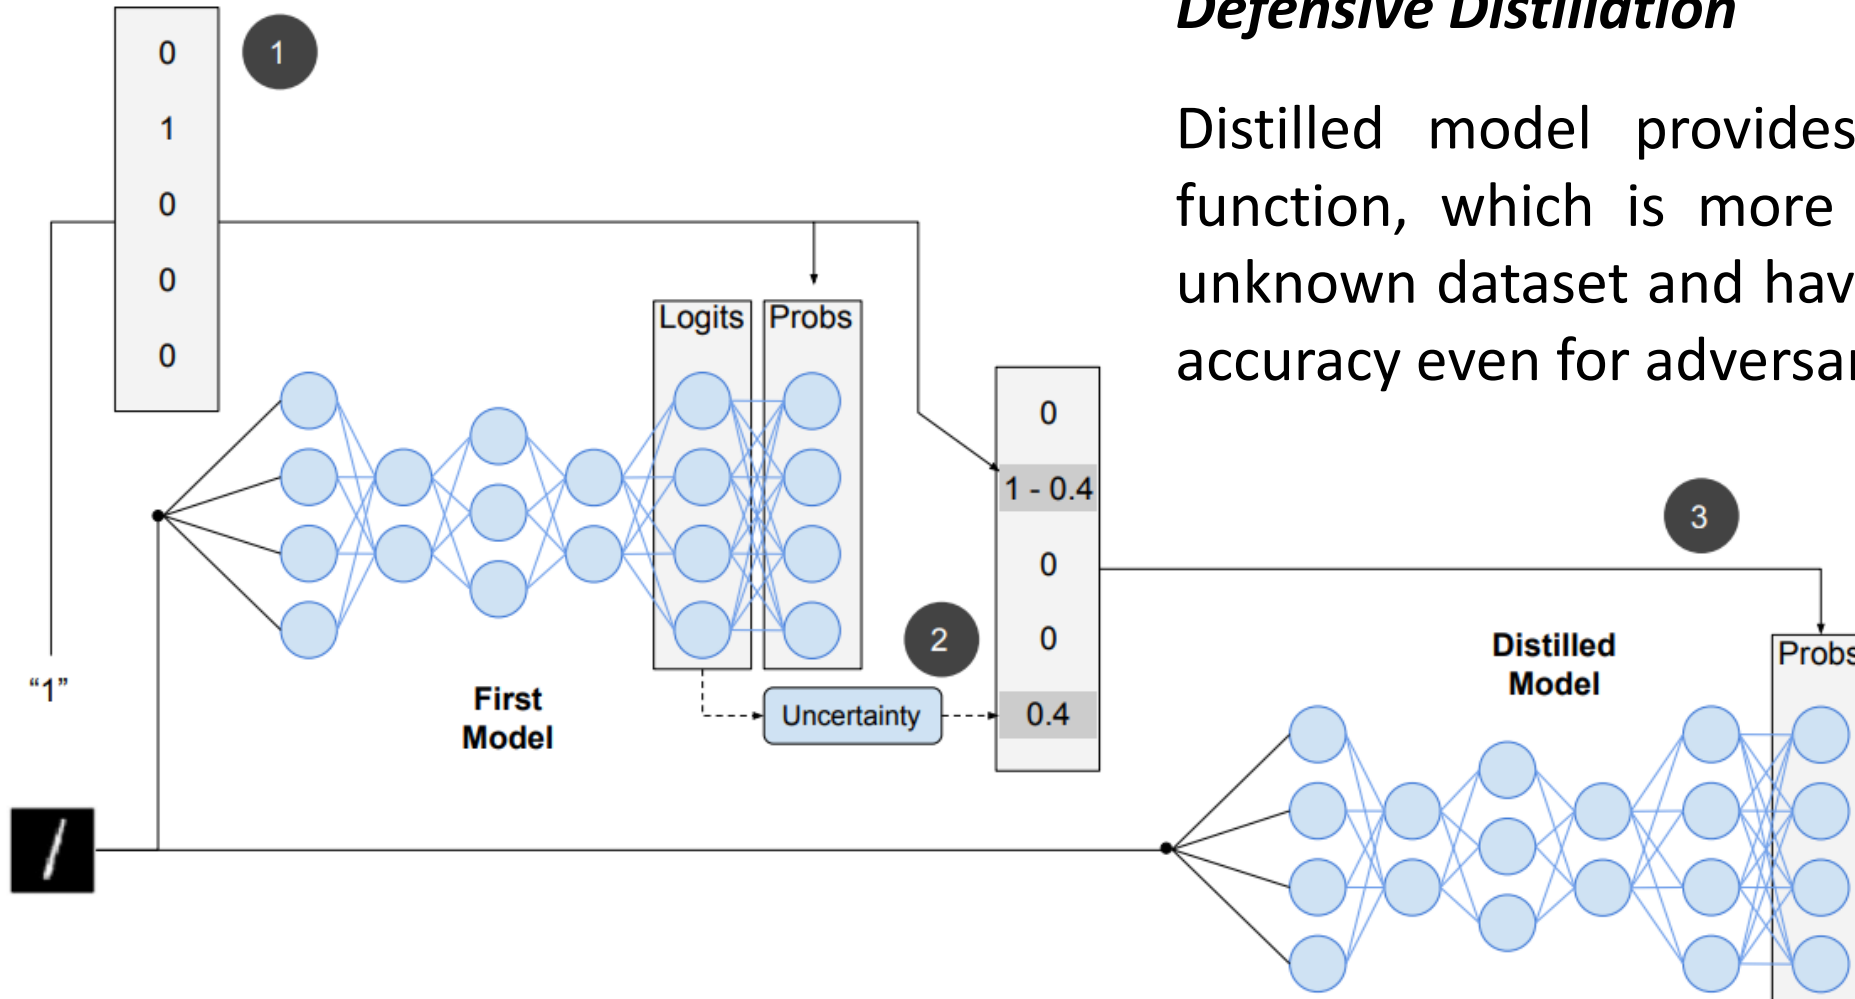 Defensive Distillation
Distilled model provides
function, which is more
unknown dataset and hav
accuracy even for adversar
0
1
0
0
0
1
Logits
Probs
0
1 - 0.4
0
0
0.4
2
3
Uncertainty
First
Model
“1”
Distilled
Model
Probs